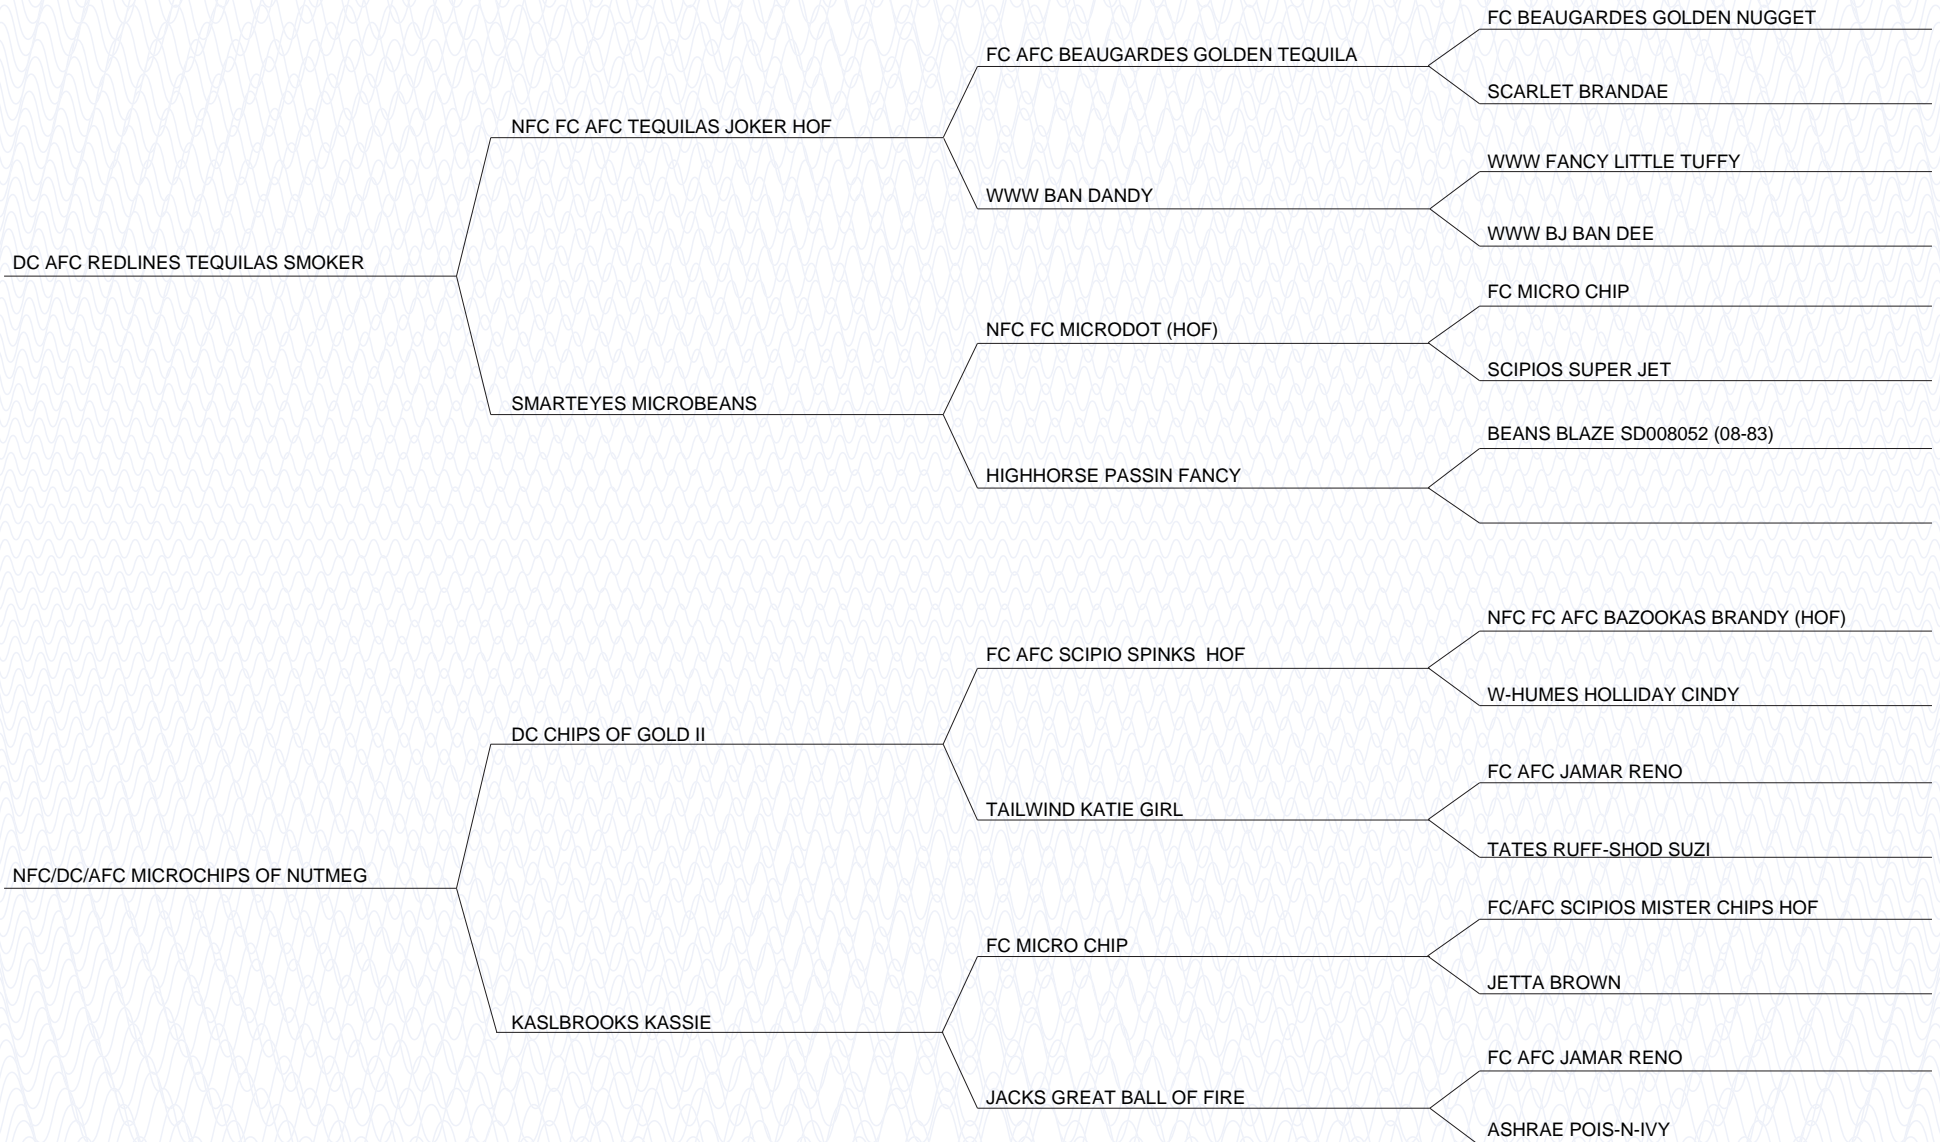 FC BEAUGARDES GOLDEN NUGGET
FC AFC BEAUGARDES GOLDEN TEQUILA
SCARLET BRANDAE
NFC FC AFC TEQUILAS JOKER HOF
WWW FANCY LITTLE TUFFY
WWW BAN DANDY
WWW BJ BAN DEE
DC AFC REDLINES TEQUILAS SMOKER
FC MICRO CHIP
NFC FC MICRODOT (HOF)
SCIPIOS SUPER JET
SMARTEYES MICROBEANS
BEANS BLAZE SD008052 (08-83)
HIGHHORSE PASSIN FANCY
NFC FC AFC BAZOOKAS BRANDY (HOF)
FC AFC SCIPIO SPINKS  HOF
W-HUMES HOLLIDAY CINDY
DC CHIPS OF GOLD II
FC AFC JAMAR RENO
TAILWIND KATIE GIRL
TATES RUFF-SHOD SUZI
NFC/DC/AFC MICROCHIPS OF NUTMEG
FC/AFC SCIPIOS MISTER CHIPS HOF
FC MICRO CHIP
JETTA BROWN
KASLBROOKS KASSIE
FC AFC JAMAR RENO
JACKS GREAT BALL OF FIRE
ASHRAE POIS-N-IVY